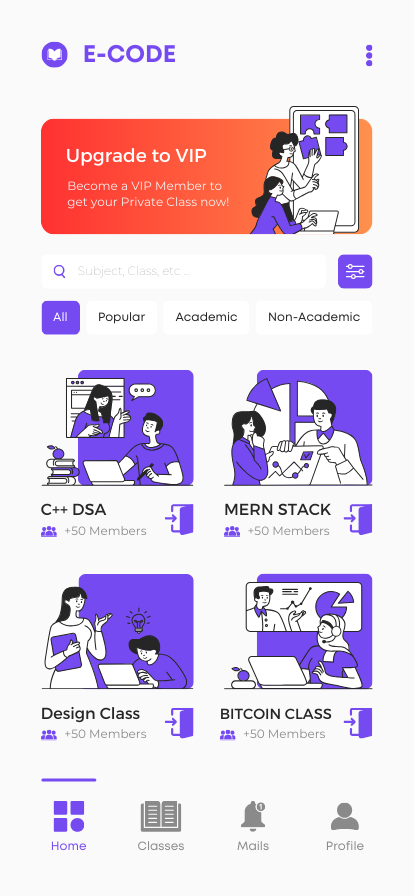 E-CODE
Upgrade to VIP
Become a VIP Member to
get your Private Class now!
Subject, Class, etc ..
All
Popular
Academic
Non-Academic
C++ DSA
+50 Members
MERN STACK
+50 Members
Design Class
+50 Members
BITCOIN CLASS
+50 Members
1
Home
Classes
Mails
Profile